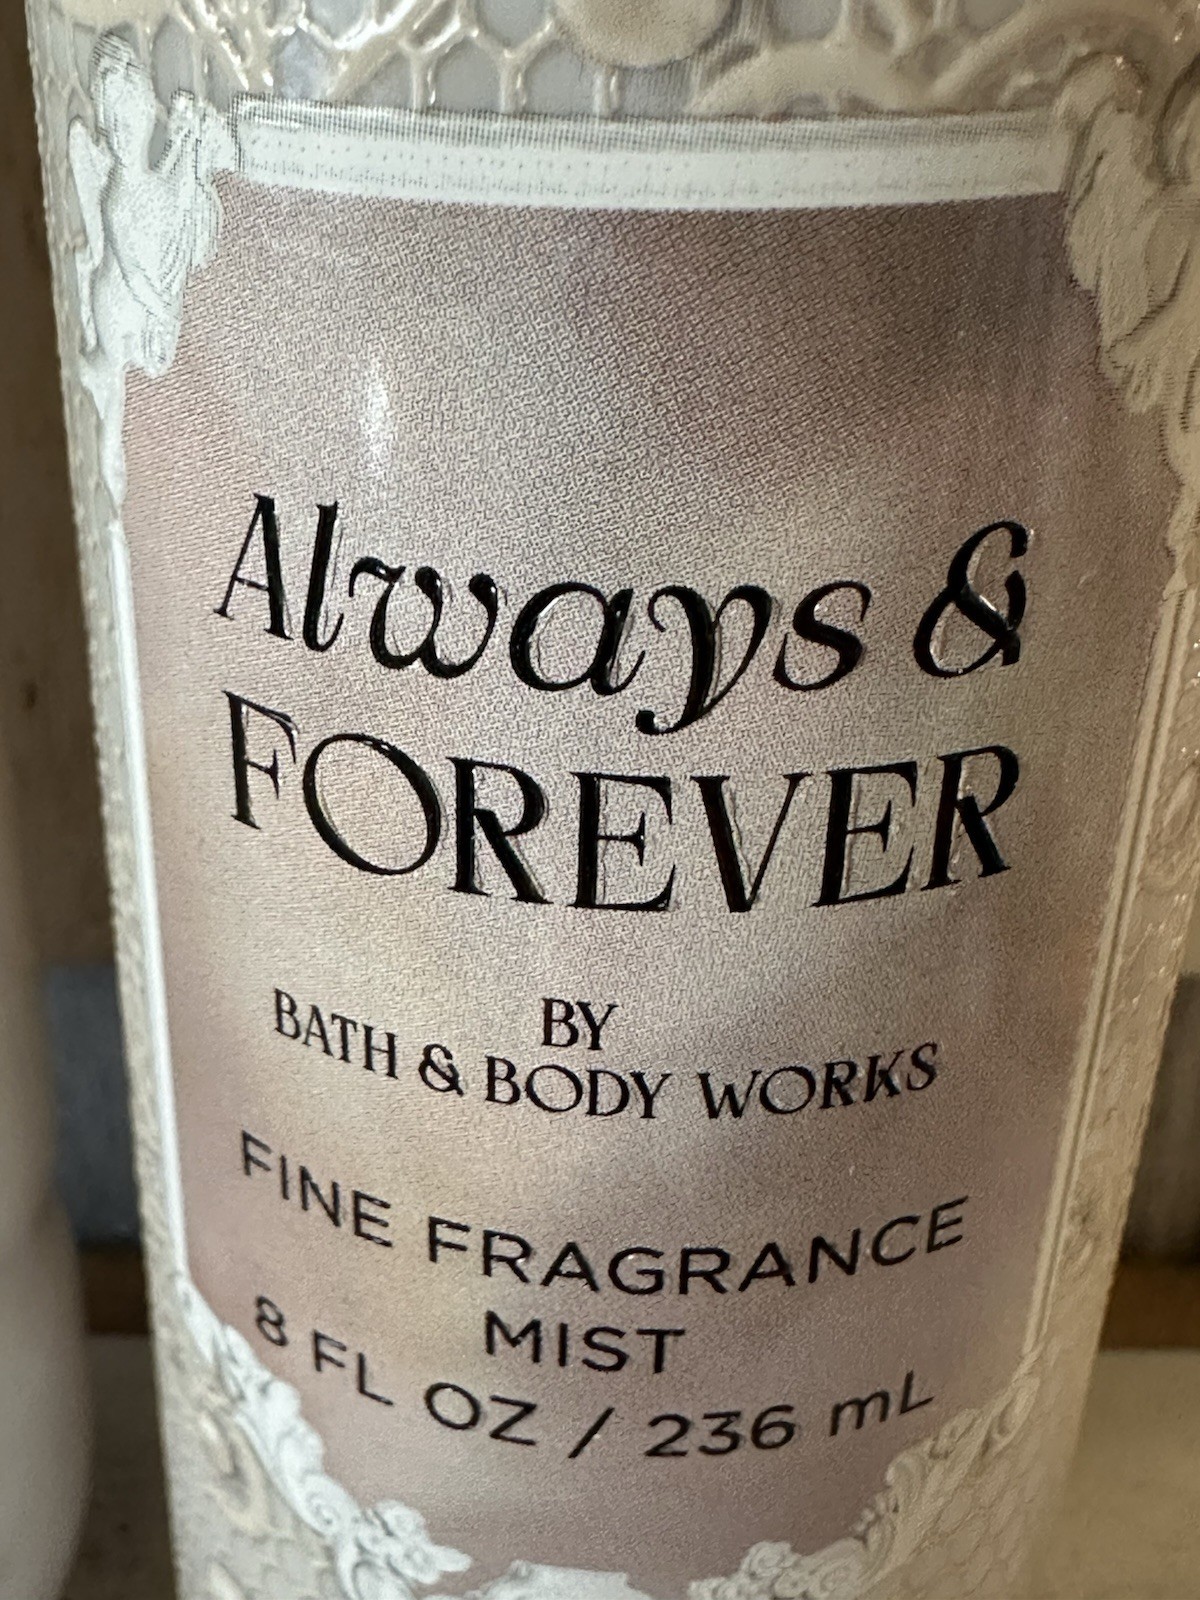 Always &
FOREVER
BY
BATH & BODY WORKS
FINE FRAGRANCE
MIST
8 FL OZ / 236 mL